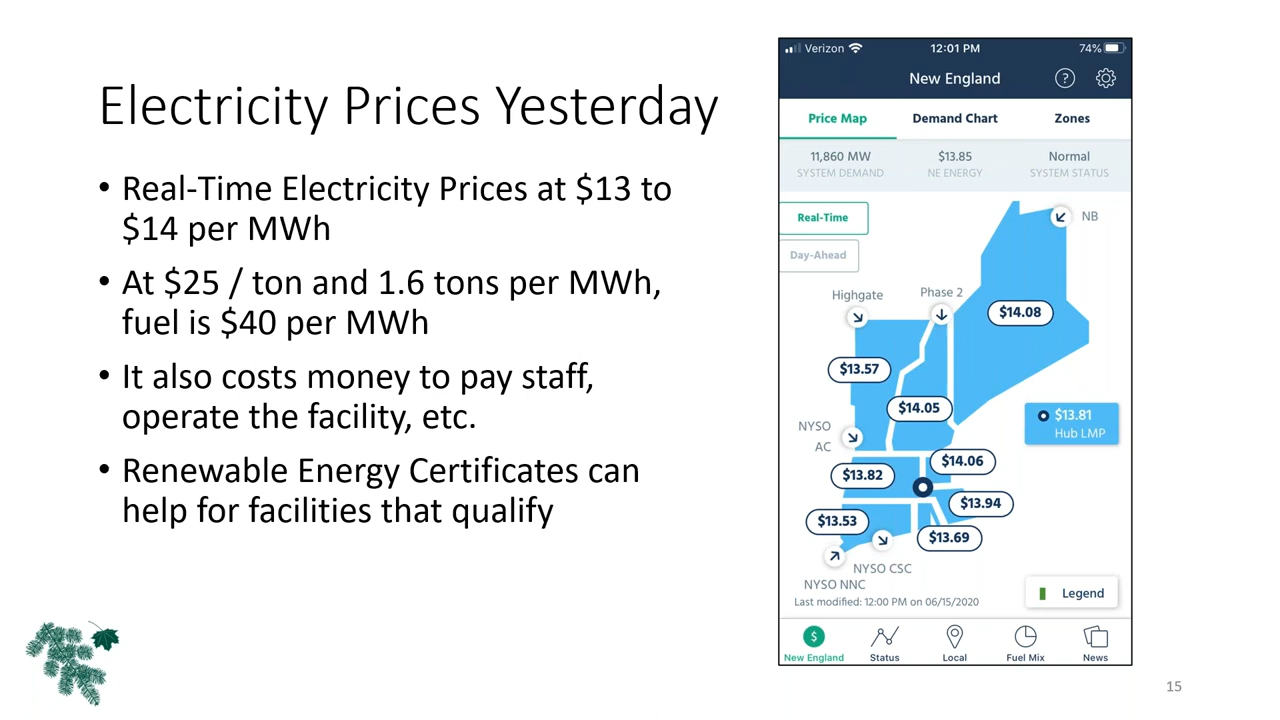 Electricity Prices Yesterday
• Real-Time Electricity Prices at $13 to
$14 per MWh
• At $25 / ton and 1.6 tons per MWh,
fuel is $40 per MWh
• It also costs money to pay staff,
operate the facility, etc.
• Renewable Energy Certificates can
help for facilities that qualify
Verizon 12:01 PM 74%
New England ?
Price Map Demand Chart Zones
11,860 MW $13.85 Normal
SYSTEM DEMAND NE ENERGY SYSTEM STATUS
Real-Time
NB
Day-Ahead
Highgate Phase 2
$14.08
$13.57
$14.05
$13.81
Hub LMP
NYSO
AC
$14.06
$13.82
$13.94
$13.53
$13.69
NYSO CSC
NYSO NNC
Legend
Last modified: 12:00 PM on 06/15/2020
$
New England Status Local Fuel Mix News
15